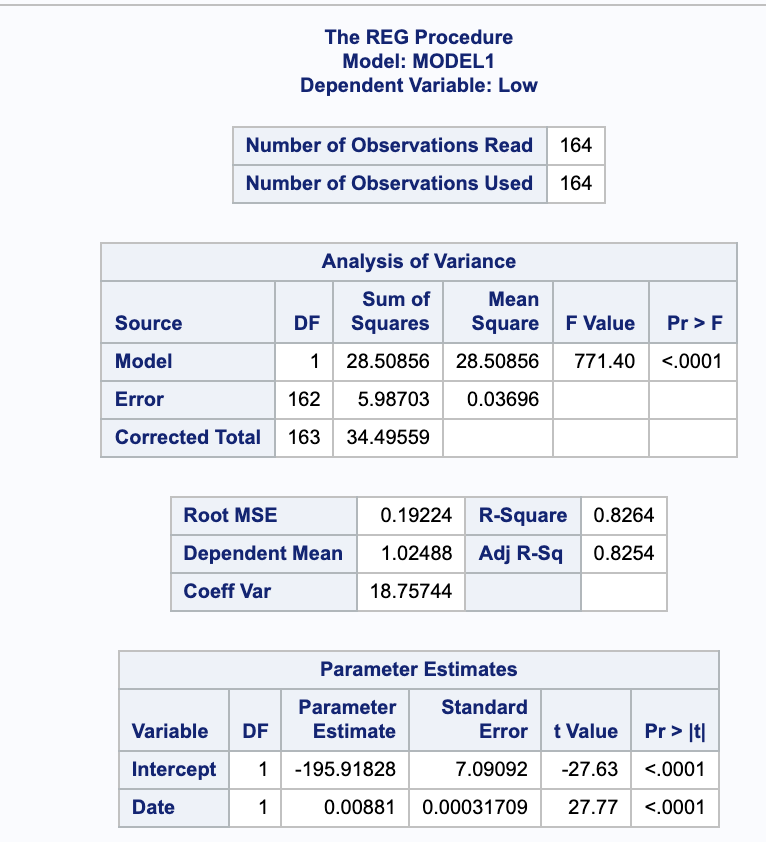 The REG Procedure
Model: MODEL1
Dependent Variable: Low
Number of Observations Read 164
Number of Observations Used 164
Analysis of Variance
Source DF Sum of Squares Mean Square F Value Pr > F
Model 1 28.50856 28.50856 771.40 <.0001
Error 162 5.98703 0.03696
Corrected Total 163 34.49559
Root MSE 0.19224 R-Square 0.8264
Dependent Mean 1.02488 Adj R-Sq 0.8254
Coeff Var 18.75744
Parameter Estimates
Variable DF Parameter Estimate Standard Error t Value Pr > |t|
Intercept 1 -195.91828 7.09092 -27.63 <.0001
Date 1 0.00881 0.00031709 27.77 <.0001